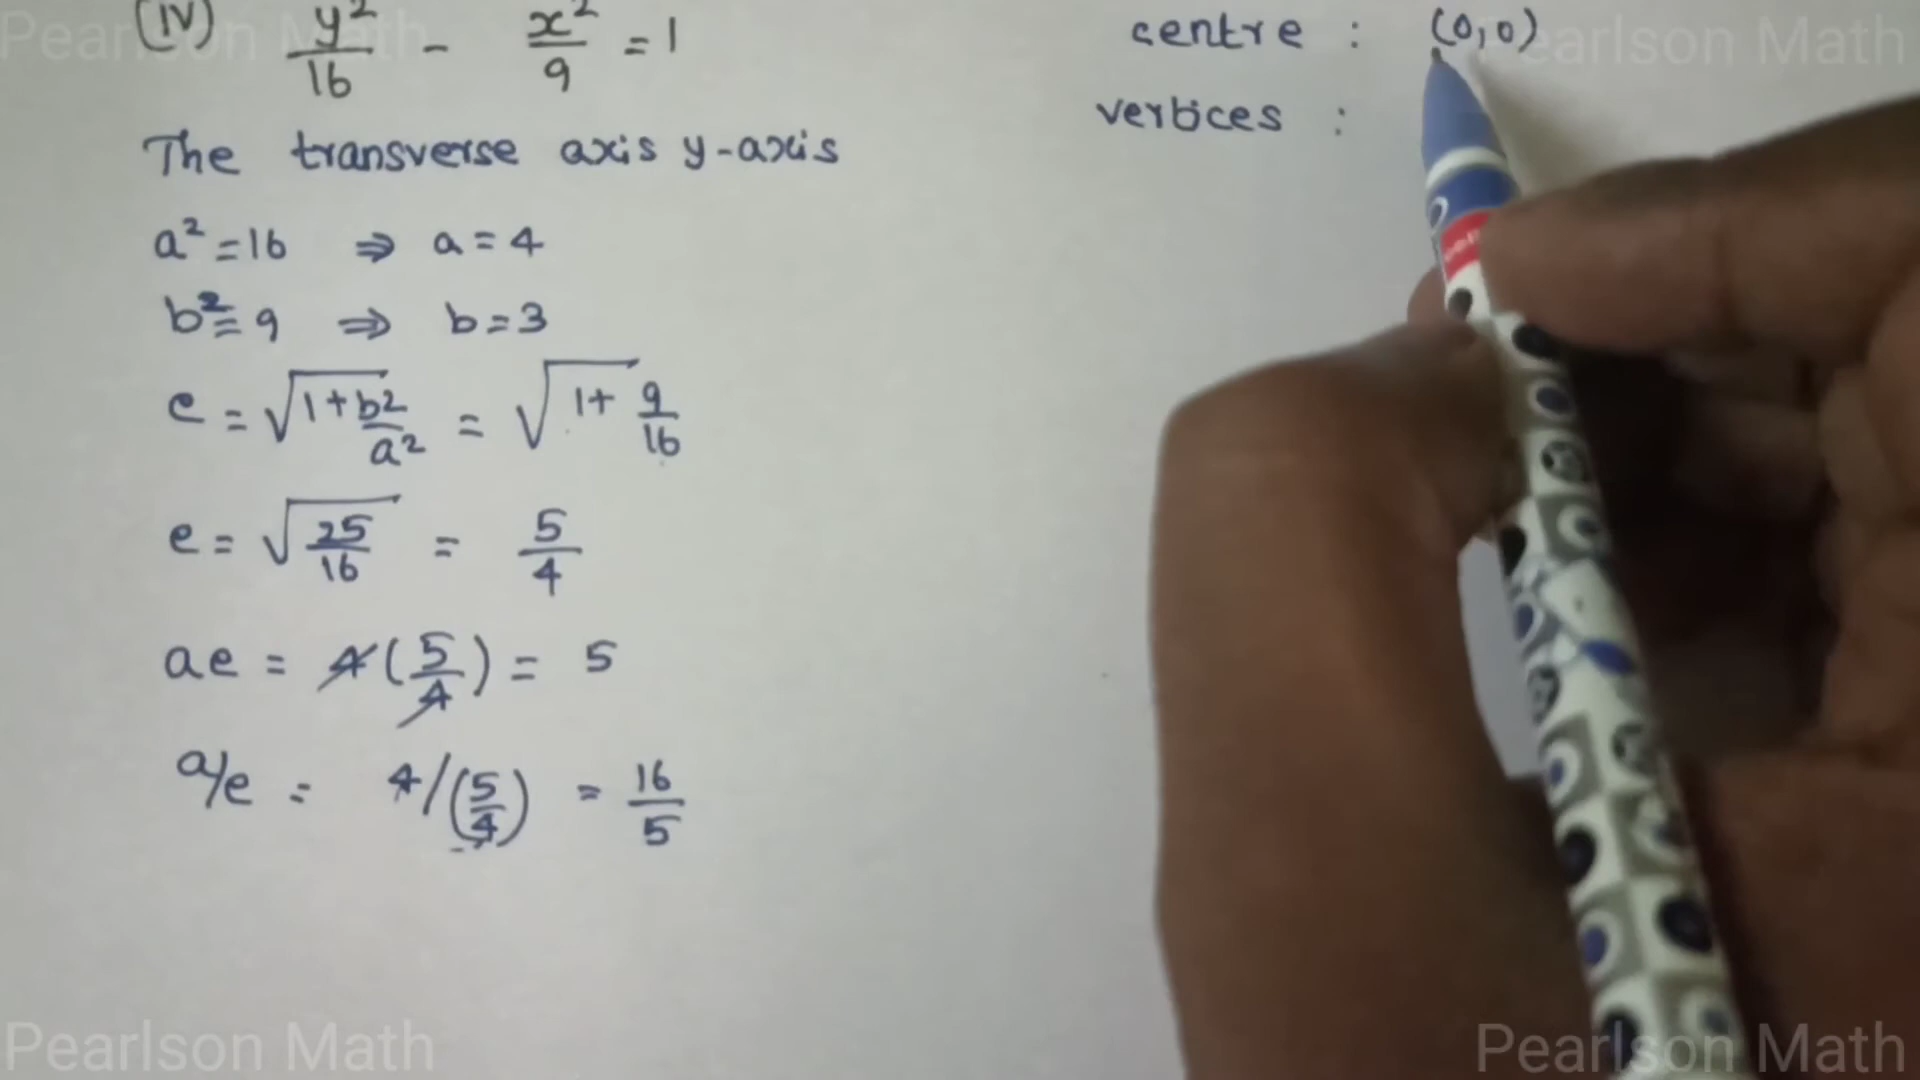 (iv) y²/16 - x²/9 = 1
The transverse axis y-axis
a² = 16 ⇒ a = 4
b² = 9 ⇒ b = 3
e = √1+b²/a² = √1+ 9/16
e = √25/16 = 5/4
ae = 4(5/4) = 5
a/e = 4/(5/4) = 16/5
centre : (0,0)
vertices :
Pearlson Math
Pearlson Math
Pearlson Math
Pearlson Math